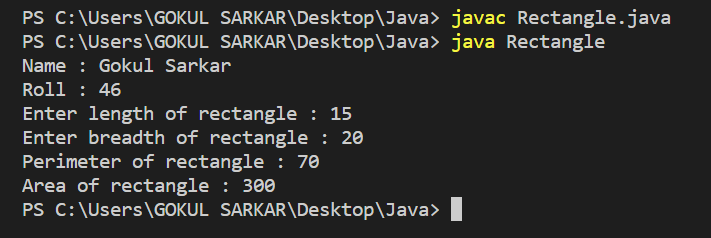 PS C:\Users\GOKUL SARKAR\Desktop\Java> javac Rectangle.java
PS C:\Users\GOKUL SARKAR\Desktop\Java> java Rectangle
Name : Gokul Sarkar
Roll : 46
Enter length of rectangle : 15
Enter breadth of rectangle : 20
Perimeter of rectangle : 70
Area of rectangle : 300
PS C:\Users\GOKUL SARKAR\Desktop\Java>